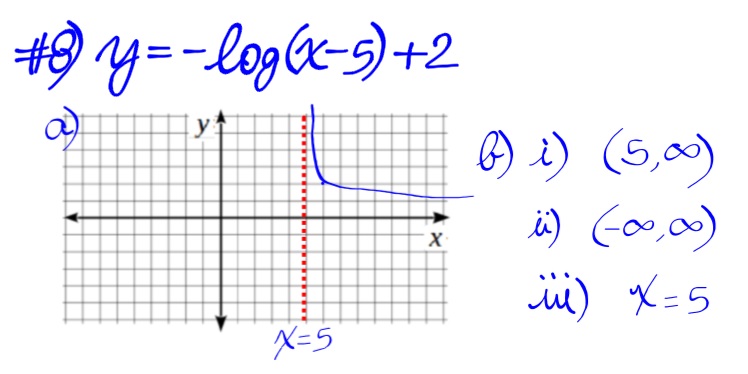 #8) y = -log(x-5)+2
a)
y
x
x=5
b) i) (5,∞)
ii) (-∞,∞)
iii) x=5